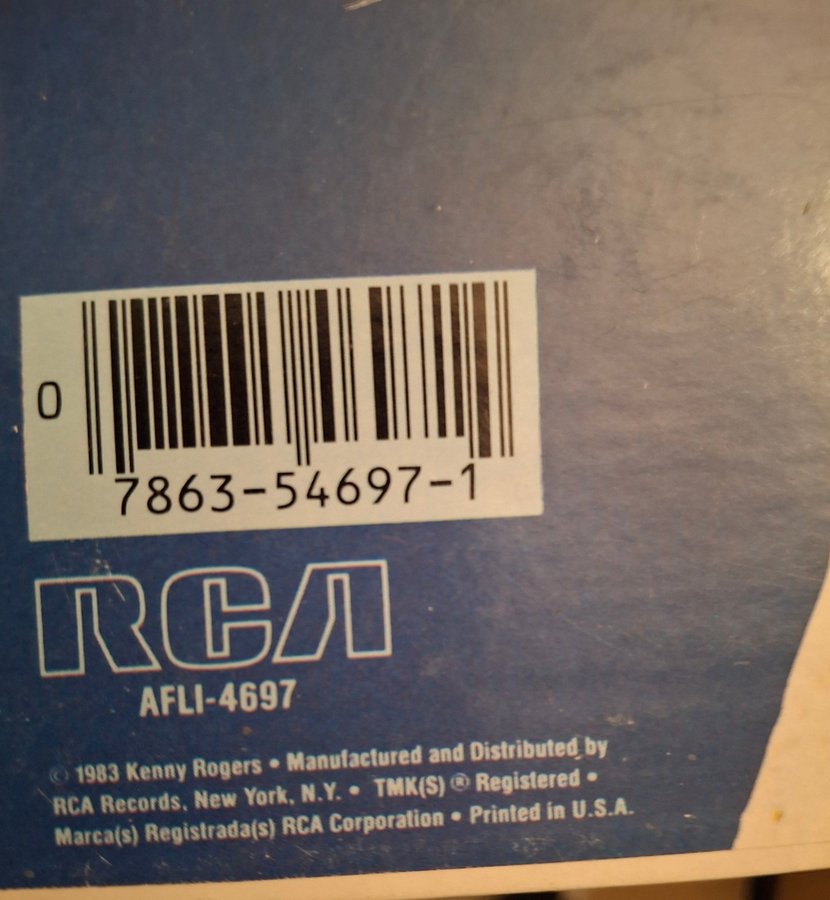 0
7863-54697-1
RCA
AFLI-4697
© 1983 Kenny Rogers • Manufactured and Distributed by
RCA Records, New York, N.Y. • TMK(S) ® Registered •
Marca(s) Registrada(s) RCA Corporation • Printed in U.S.A.